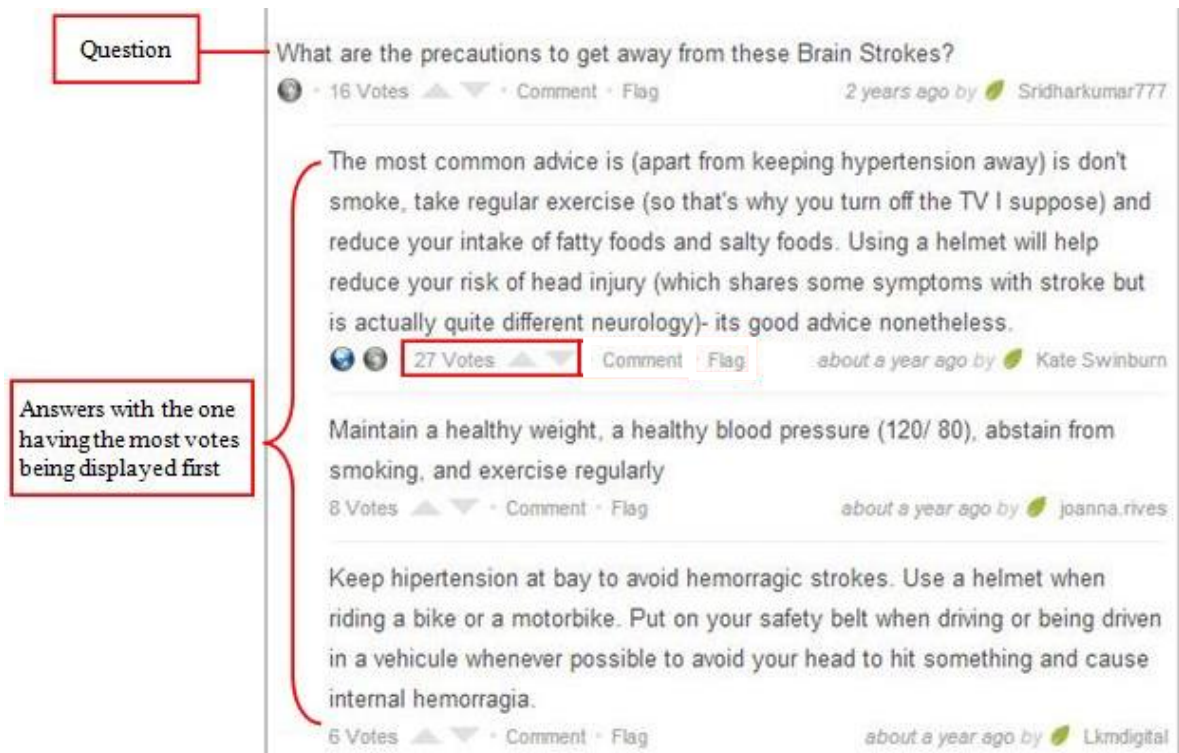 Question
What are the precautions to get away from these Brain Strokes?
· 16 Votes · Comment · Flag 2 years ago by Sridharkumar777
The most common advice is (apart from keeping hypertension away) is don't
smoke, take regular exercise (so that's why you turn off the TV I suppose) and
reduce your intake of fatty foods and salty foods. Using a helmet will help
reduce your risk of head injury (which shares some symptoms with stroke but
is actually quite different neurology)- its good advice nonetheless.
27 Votes · Comment · Flag about a year ago by Kate Swinburn
Answers with the one
having the most votes
being displayed first
Maintain a healthy weight, a healthy blood pressure (120/ 80), abstain from
smoking, and exercise regularly
8 Votes · Comment · Flag about a year ago by joanna.rives
Keep hipertension at bay to avoid hemorragic strokes. Use a helmet when
riding a bike or a motorbike. Put on your safety belt when driving or being driven
in a vehicule whenever possible to avoid your head to hit something and cause
internal hemorragia.
6 Votes · Comment · Flag about a year ago by Lkmdigital